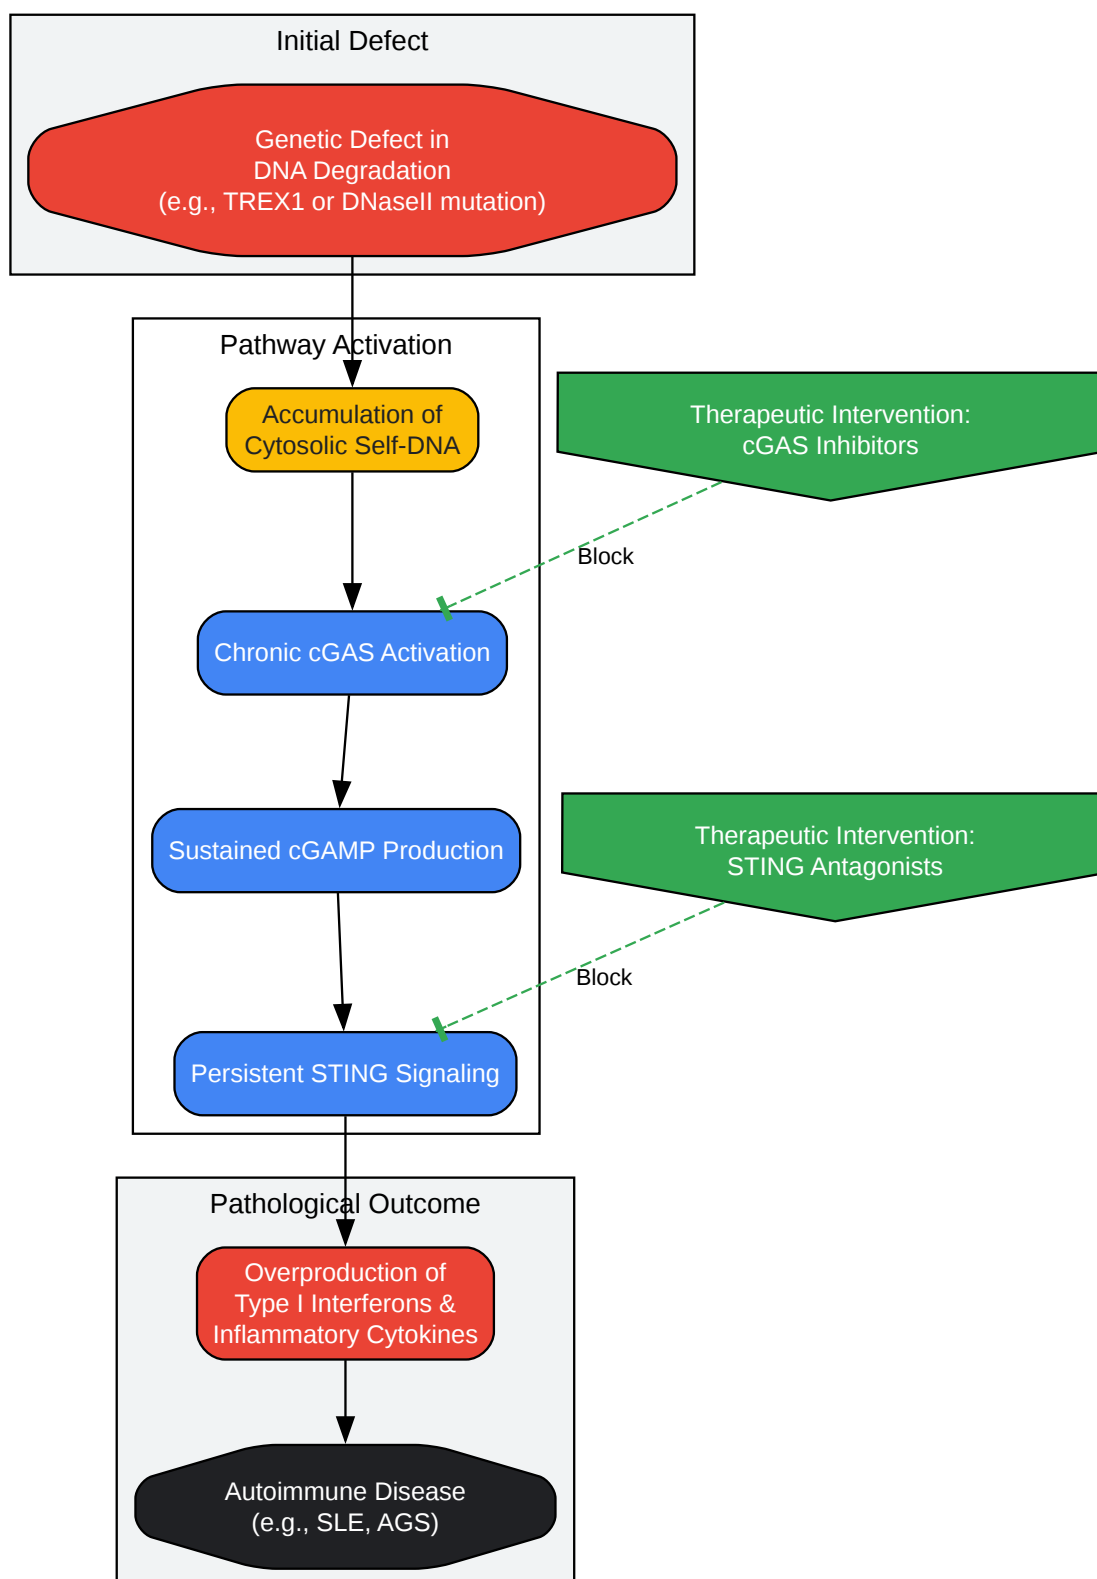 Initial Defect
Genetic Defect in
DNA Degradation
(e.g., TREX1 or DNaseII mutation)
Pathway Activation
Accumulation of
Cytosolic Self-DNA
Therapeutic Intervention:
cGAS Inhibitors
Block
Chronic cGAS Activation
Sustained cGAMP Production
Therapeutic Intervention:
STING Antagonists
Block
Persistent STING Signaling
Pathological Outcome
Overproduction of
Type I Interferons &
Inflammatory Cytokines
Autoimmune Disease
(e.g., SLE, AGS)